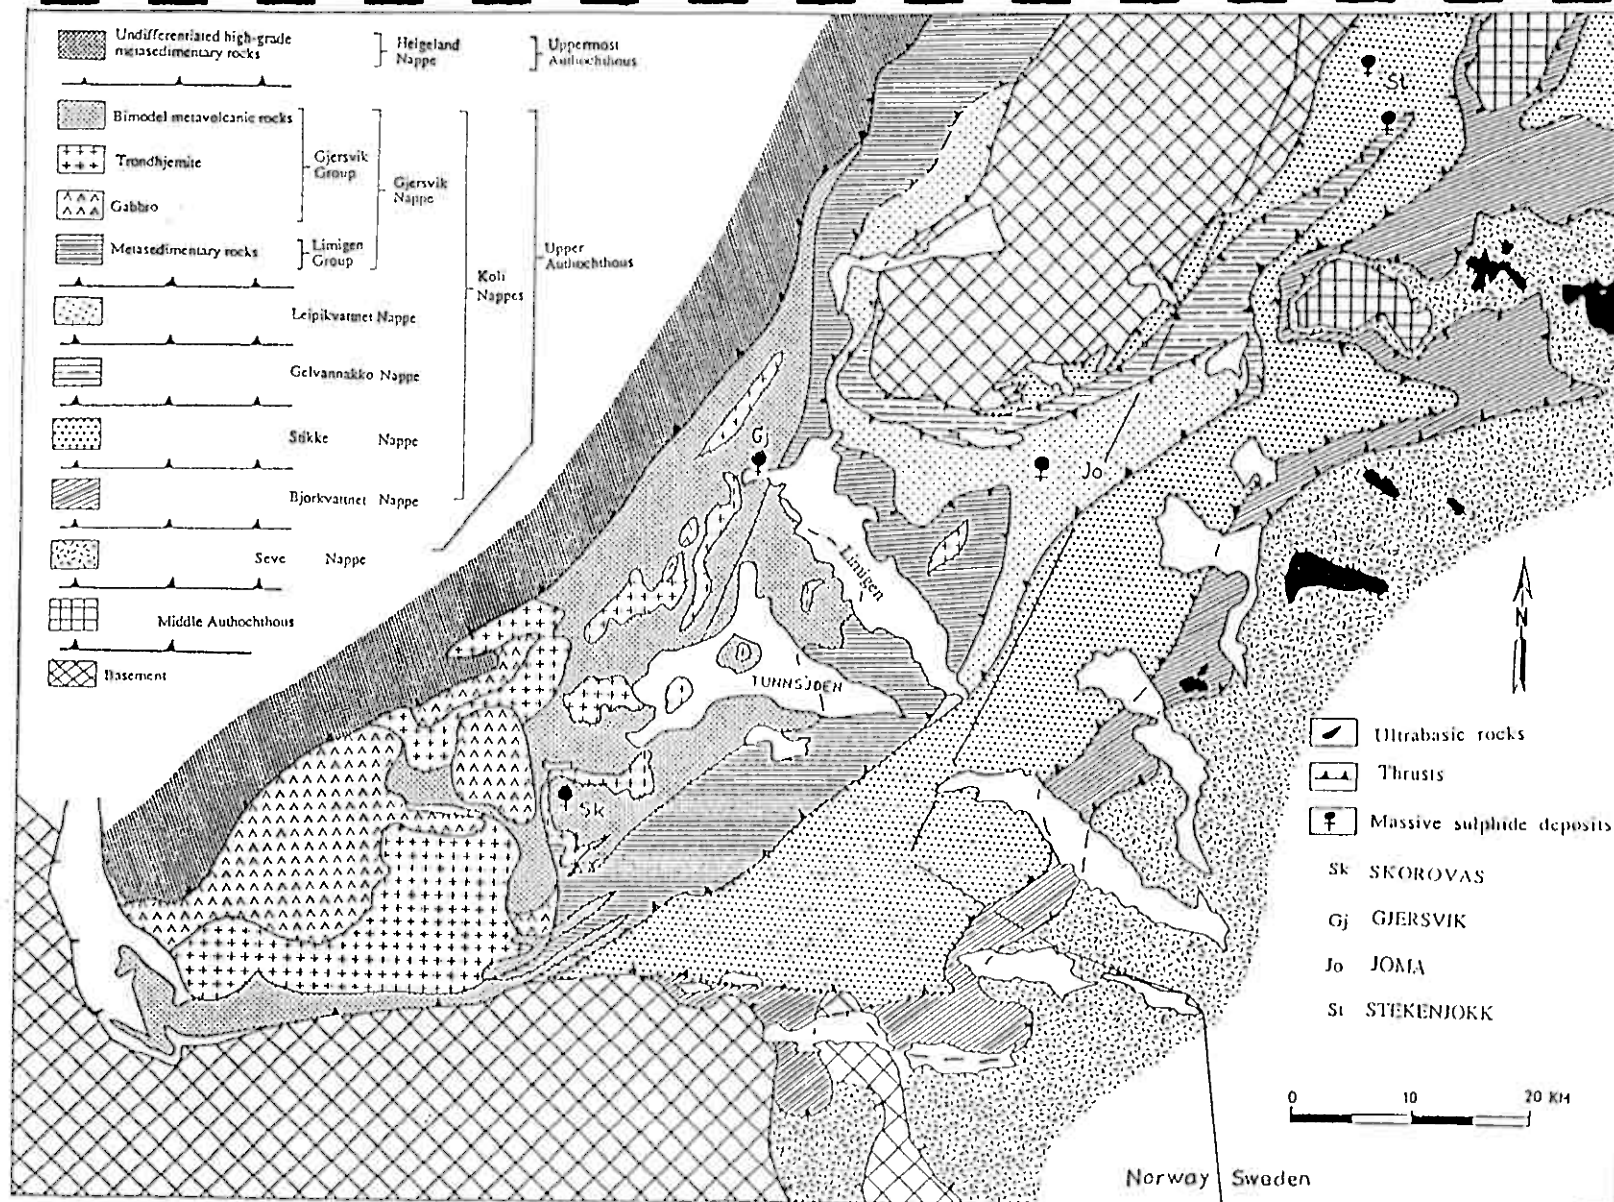 Undifferentiated high-grade
metasedimentary rocks
Helgeland
Nappe
Uppermost
Authochthous
Bimodel metavolcanic rocks
Trondhjemite
Gabbro
Gjersvik
Group
Metasedimentary rocks
Limigen
Group
Gjersvik
Nappe
Leipikvattnet Nappe
Gelvannakko Nappe
Stikke Nappe
Bjorkvattnet Nappe
Koli
Nappes
Upper
Authochthous
Seve Nappe
Middle Authochthous
Basement
St
Gj
Jo
Limigen
TUNNSJØEN
Sk
N
Ultrabasic rocks
Thrusts
Massive sulphide deposits
Sk SKOROVAS
Gj GJERSVIK
Jo JOMA
St STEKENJOKK
0 10 20 KM
Norway Sweden